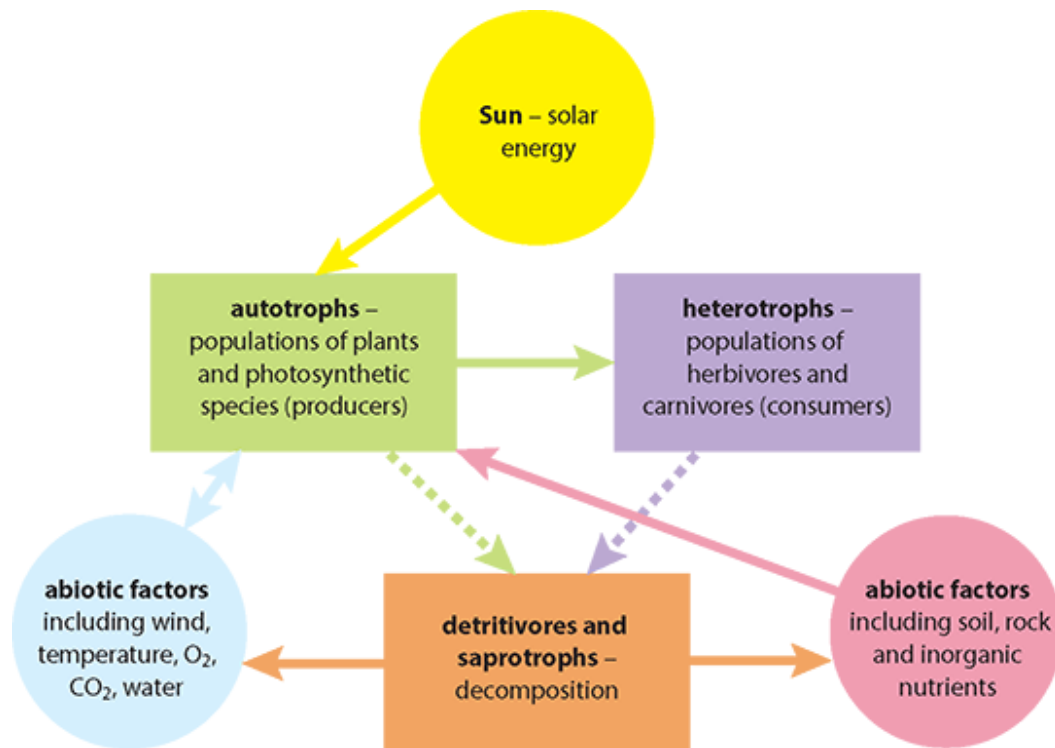 Sun – solar
energy
autotrophs –
populations of plants
and photosynthetic
species (producers)
heterotrophs –
populations of
herbivores and
carnivores (consumers)
abiotic factors
including wind,
temperature, O₂,
CO₂, water
detritivores and
saprotrophs –
decomposition
abiotic factors
including soil, rock
and inorganic
nutrients